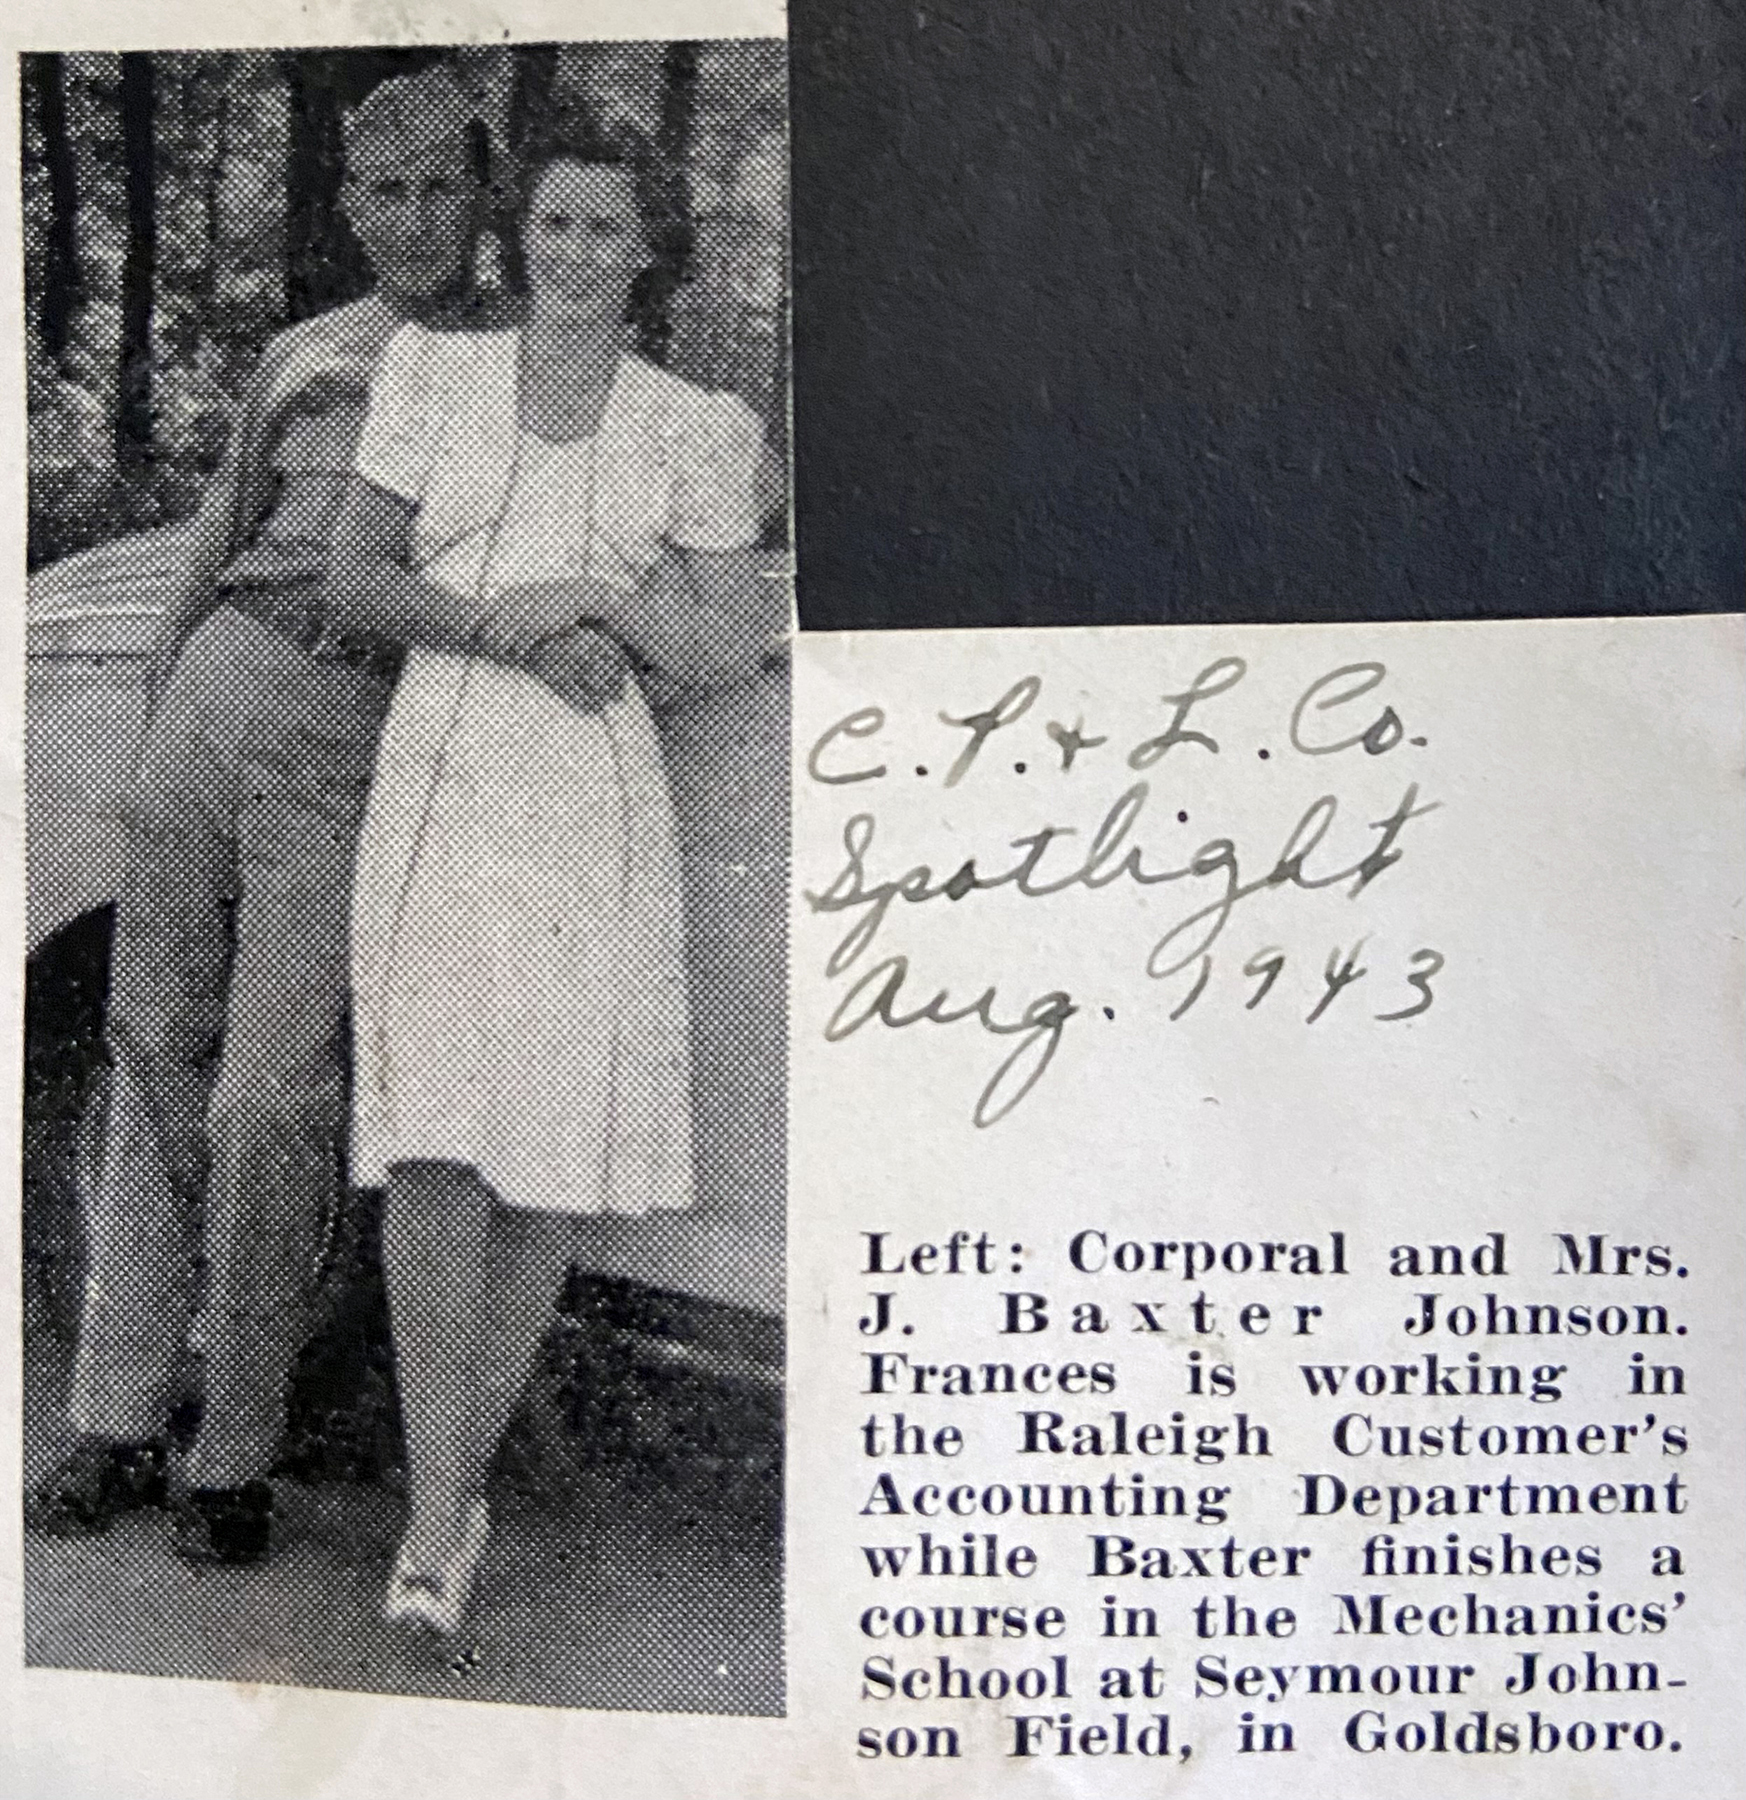 C. P. & L. Co.
Spotlight
Aug. 1943
Left: Corporal and Mrs.
J. Baxter Johnson.
Frances is working in
the Raleigh Customer's
Accounting Department
while Baxter finishes a
course in the Mechanics'
School at Seymour John-
son Field, in Goldsboro.